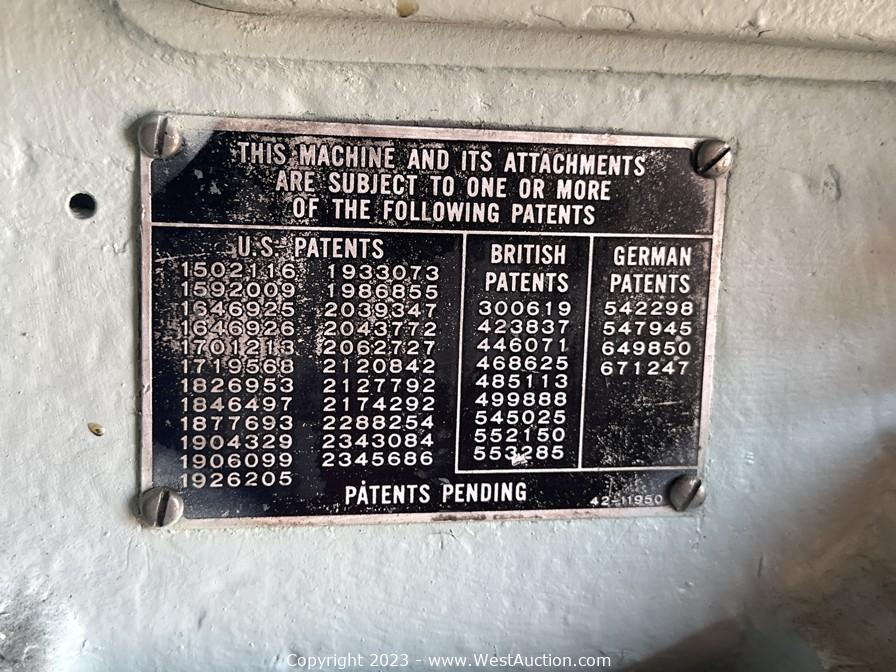 THIS MACHINE AND ITS ATTACHMENTS
ARE SUBJECT TO ONE OR MORE
OF THE FOLLOWING PATENTS
U.S. PATENTS
1502116 1933073
1592009 1986855
1646925 2039347
1646926 2043772
1701213 2062727
1719568 2120842
1826953 2127792
1846497 2174292
1877693 2288254
1904329 2343084
1906099 2345686
1926205
BRITISH
PATENTS
300619
423837
446071
468625
485113
499888
545025
552150
553285
GERMAN
PATENTS
542298
547945
649850
671247
PATENTS PENDING
42-11950
Copyright 2023 - www.WestAuction.com